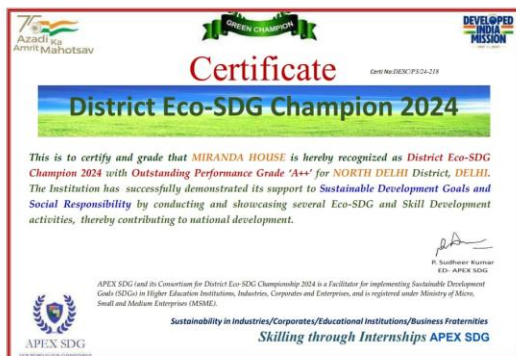 75
Azadi Ka
Amrit Mahotsav
GREEN CHAMPION
DEVELOPED
INDIA
MISSION
Certificate
Certi No:DESC/PS/24-218
District Eco-SDG Champion 2024
This is to certify and grade that MIRANDA HOUSE is hereby recognized as District Eco-SDG
Champion 2024 with Outstanding Performance Grade 'A++' for NORTH DELHI District, DELHI.
The Institution has successfully demonstrated its support to Sustainable Development Goals and
Social Responsibility by conducting and showcasing several Eco-SDG and Skill Development
activities, thereby contributing to national development.
P. Sudheer Kumar
ED- APEX SDG
APEX SDG (and its Consortium for District Eco-SDG Championship 2024 is a Facilitator for implementing Sustainable Development
Goals (SDGs) in Higher Education Institutions, Industries, Corporates and Enterprises, and is registered under Ministry of Micro,
Small and Medium Enterprises (MSME).
APEX SDG
Sustainability in Industries/Corporates/Educational Institutions/Business Fraternities
Skilling through Internships APEX SDG